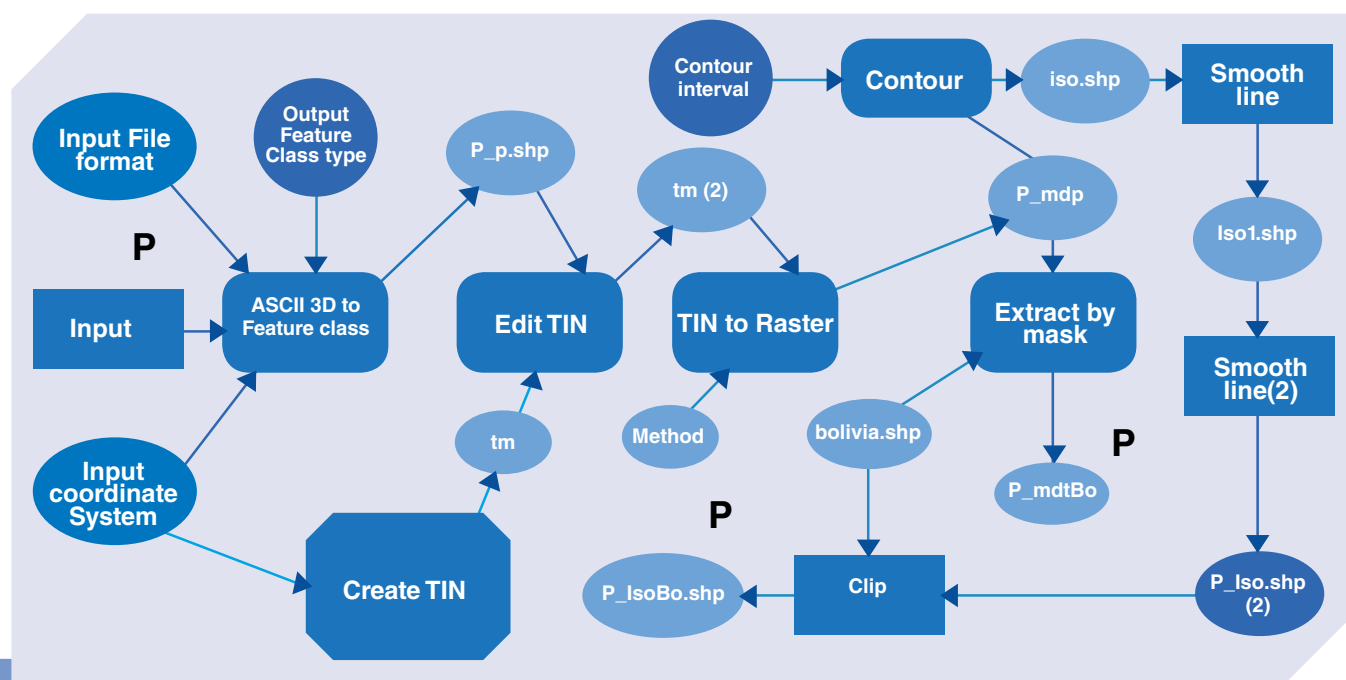 Contour
interval
Contour
iso.shp
Smooth
line
Input File
format
Output
Feature
Class type
P_p.shp
tm (2)
P_mdp
Iso1.shp
P
Input
ASCII 3D to
Feature class
Edit TIN
TIN to Raster
Extract by
mask
Smooth
line(2)
tm
Method
bolivia.shp
P
Input
coordinate
System
P_mdtBo
P
Create TIN
P_IsoBo.shp
Clip
P_Iso.shp
(2)